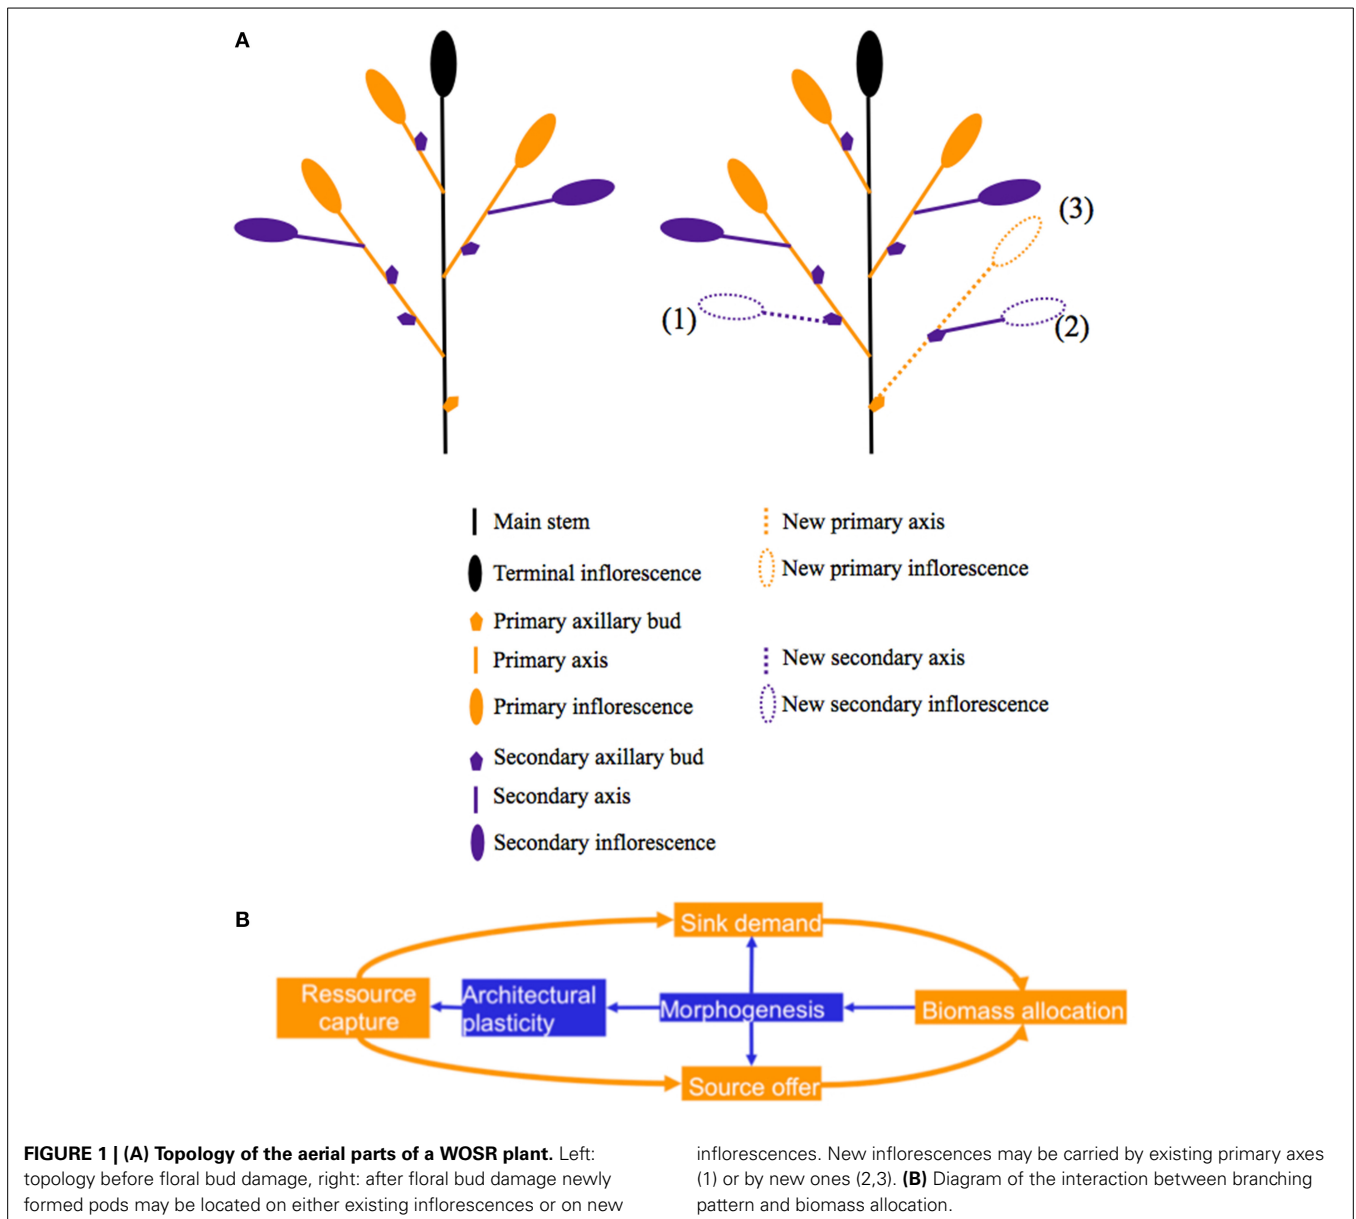 A
(1)
(2)
(3)
Main stem
Terminal inflorescence
Primary axillary bud
Primary axis
Primary inflorescence
Secondary axillary bud
Secondary axis
Secondary inflorescence
New primary axis
New primary inflorescence
New secondary axis
New secondary inflorescence
B
Sink demand
Ressource
capture
Architectural
plasticity
Morphogenesis
Biomass allocation
Source offer
FIGURE 1 | (A) Topology of the aerial parts of a WOSR plant. Left:
topology before floral bud damage, right: after floral bud damage newly
formed pods may be located on either existing inflorescences or on new
inflorescences. New inflorescences may be carried by existing primary axes
(1) or by new ones (2,3). (B) Diagram of the interaction between branching
pattern and biomass allocation.